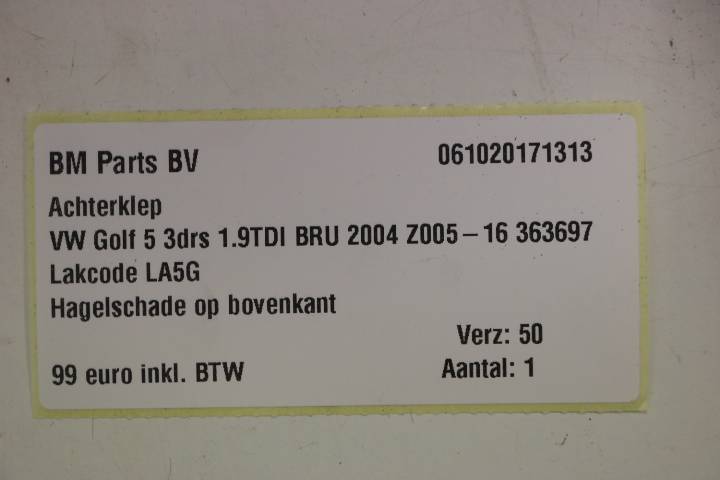 BM Parts BV 061020171313
Achterklep
VW Golf 5 3drs 1.9TDI BRU 2004 Z005-16 363697
Lakcode LA5G
Hagelschade op bovenkant
Verz: 50
99 euro inkl. BTW Aantal: 1